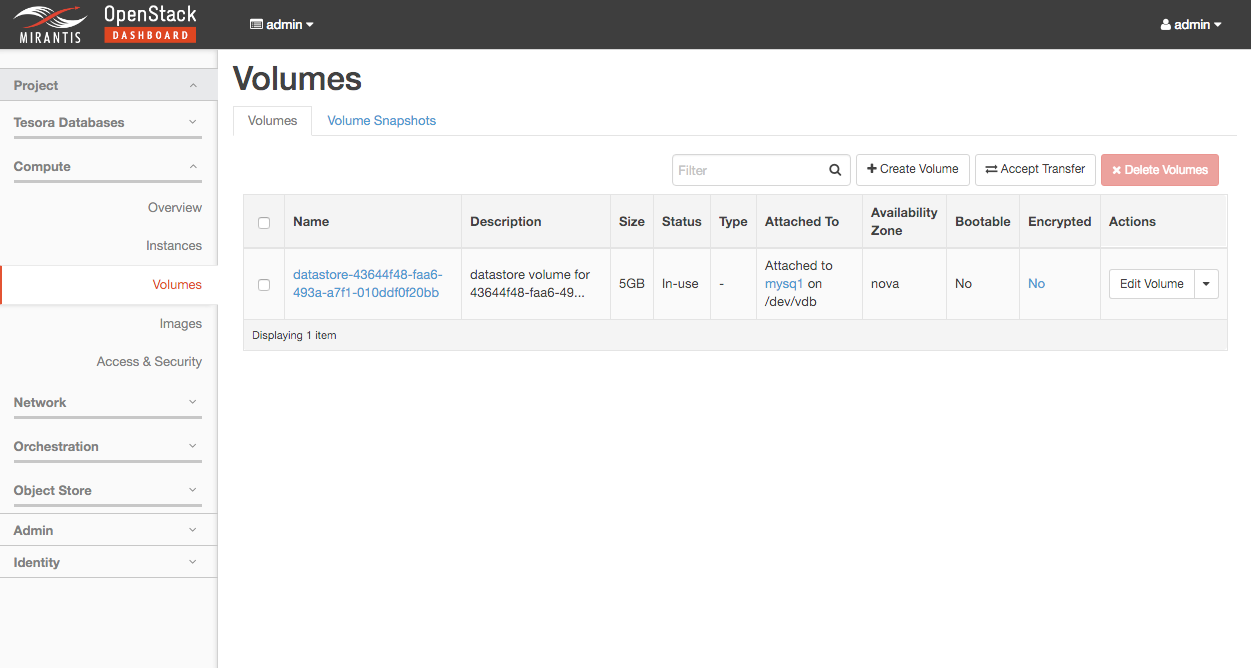 MIRANTIS
OpenStack
DASHBOARD
admin
admin
Project
Tesora Databases
Compute
Overview
Instances
Volumes
Images
Access & Security
Network
Orchestration
Object Store
Admin
Identity
Volumes
Volumes
Volume Snapshots
Filter
Create Volume
Accept Transfer
Delete Volumes
Name
Description
Size
Status
Type
Attached To
Availability
Zone
Bootable
Encrypted
Actions
datastore-43644f48-faa6-
493a-a7f1-010ddf0f20bb
datastore volume for
43644f48-faa6-49...
5GB
In-use
-
Attached to
mysq1 on
/dev/vdb
nova
No
No
Edit Volume
Displaying 1 item